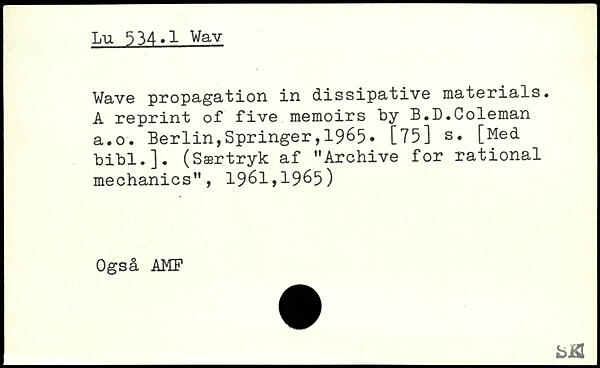 Lu 534.1 Wav
Wave propagation in dissipative materials.
A reprint of five memoirs by B.D.Coleman
a.o. Berlin,Springer,1965. [75] s. [Med
bibl.]. (Særtryk af "Archive for rational
mechanics", 1961,1965)
Også AMF
SK